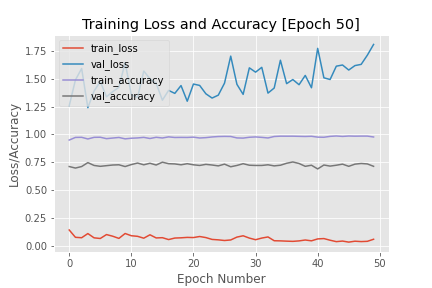 Training Loss and Accuracy [Epoch 50]
train_loss
val_loss
train_accuracy
val_accuracy
1.75
1.50
1.25
1.00
0.75
0.50
0.25
0.00
Loss/Accuracy
0 10 20 30 40 50
Epoch Number